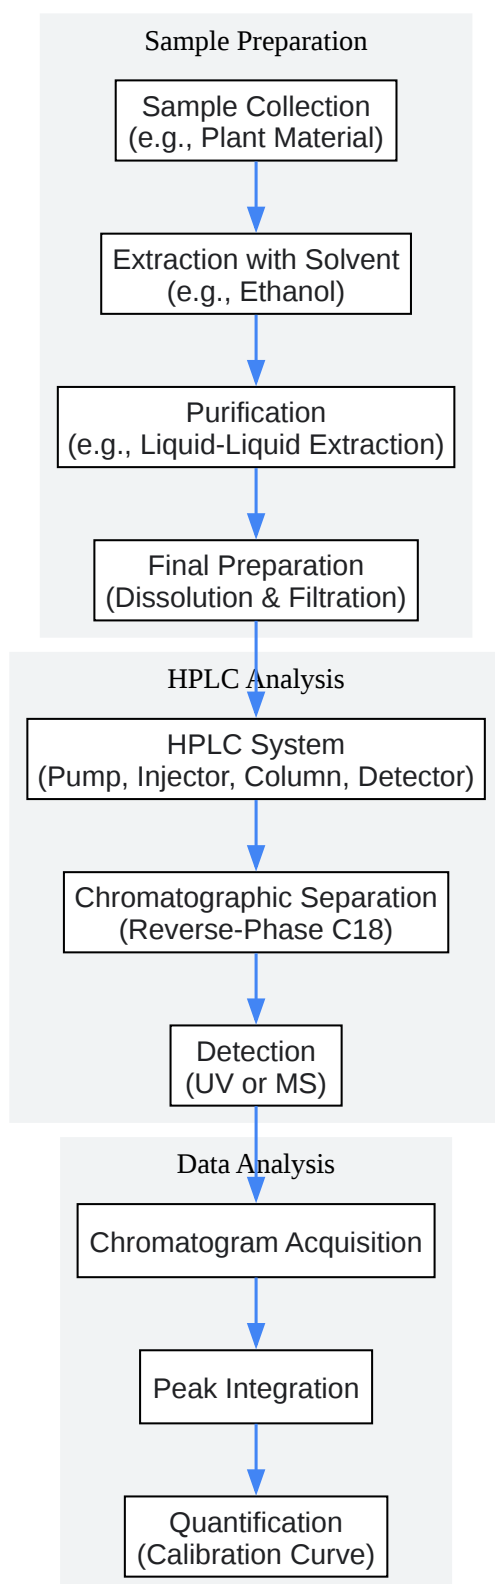 Sample Preparation
Sample Collection
(e.g., Plant Material)
Extraction with Solvent
(e.g., Ethanol)
Purification
(e.g., Liquid-Liquid Extraction)
Final Preparation
(Dissolution & Filtration)
HPLC Analysis
HPLC System
(Pump, Injector, Column, Detector)
Chromatographic Separation
(Reverse-Phase C18)
Detection
(UV or MS)
Data Analysis
Chromatogram Acquisition
Peak Integration
Quantification
(Calibration Curve)